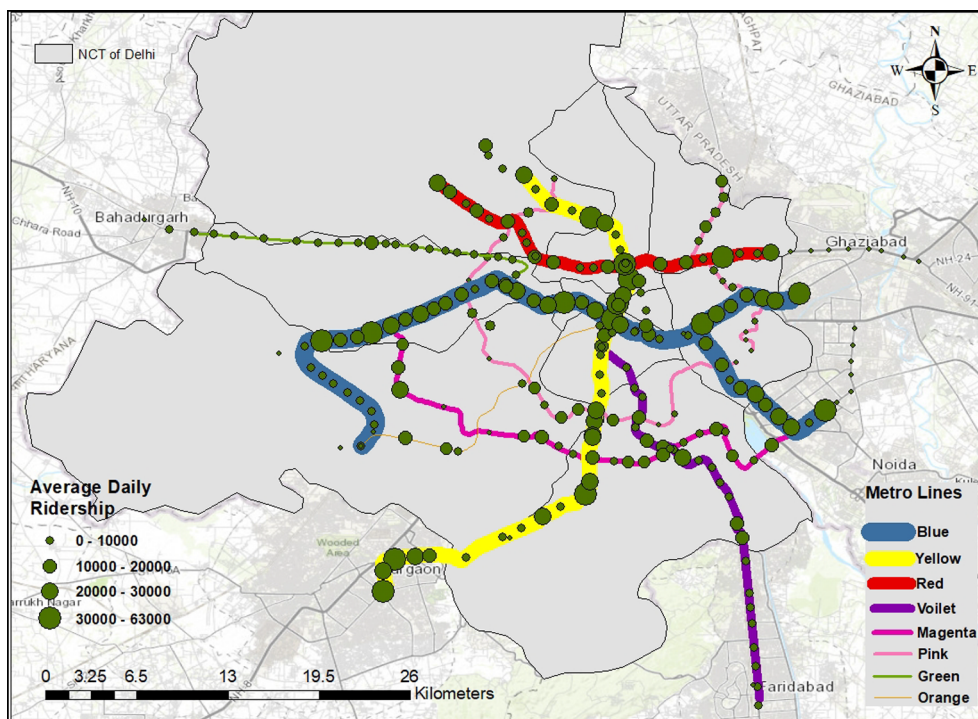 NCT of Delhi
N
W
E
S
GHAZIABAD
UTTAR PRADESH
NH-10
Bahadurgarh
Chhara Road
Ghaziabad
NH 24
HARYANA
Noida
Average Daily
Ridership
0 - 10000
10000 - 20000
20000 - 30000
30000 - 63000
Wooded
Area
NH 8
0 3.25 6.5 13 19.5 26
Kilometers
Metro Lines
Blue
Yellow
Red
Voilet
Magenta
Pink
Green
Orange
Faridabad